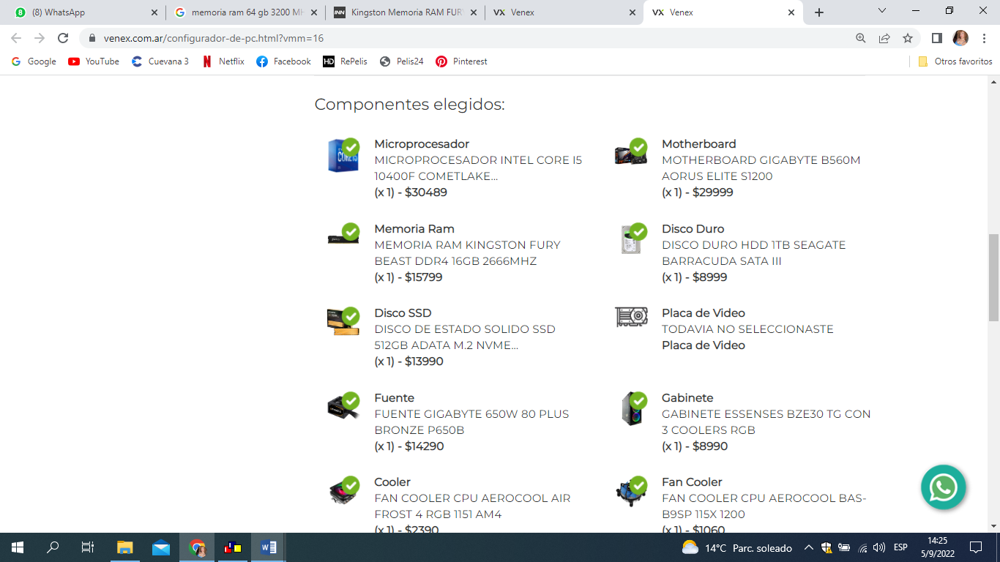 (8) WhatsApp
memoria ram 64 gb 3200 MH
Kingston Memoria RAM FUR
Venex
Venex
venex.com.ar/configurador-de-pc.html?vmm=16
Google
YouTube
Cuevana 3
Netflix
Facebook
RePelis
Pelis24
Pinterest
Otros favoritos
Componentes elegidos:
Microprocesador
MICROPROCESADOR INTEL CORE I5
10400F COMETLAKE...
(x 1) - $30489
Motherboard
MOTHERBOARD GIGABYTE B560M
AORUS ELITE S1200
(x 1) - $29999
Memoria Ram
MEMORIA RAM KINGSTON FURY
BEAST DDR4 16GB 2666MHZ
(x 1) - $15799
Disco Duro
DISCO DURO HDD 1TB SEAGATE
BARRACUDA SATA III
(x 1) - $8999
Disco SSD
DISCO DE ESTADO SOLIDO SSD
512GB ADATA M.2 NVME...
(x 1) - $13990
Placa de Video
TODAVIA NO SELECCIONASTE
Placa de Video
Fuente
FUENTE GIGABYTE 650W 80 PLUS
BRONZE P650B
(x 1) - $14290
Gabinete
GABINETE ESSENSES BZE30 TG CON
3 COOLERS RGB
(x 1) - $8990
Cooler
FAN COOLER CPU AEROCOOL AIR
FROST 4 RGB 1151 AM4
(x 1) - $2390
Fan Cooler
FAN COOLER CPU AEROCOOL BAS-
B9SP 115X 1200
(x 1) - $1060
14°C Parc. soleado
ESP
14:25
5/9/2022